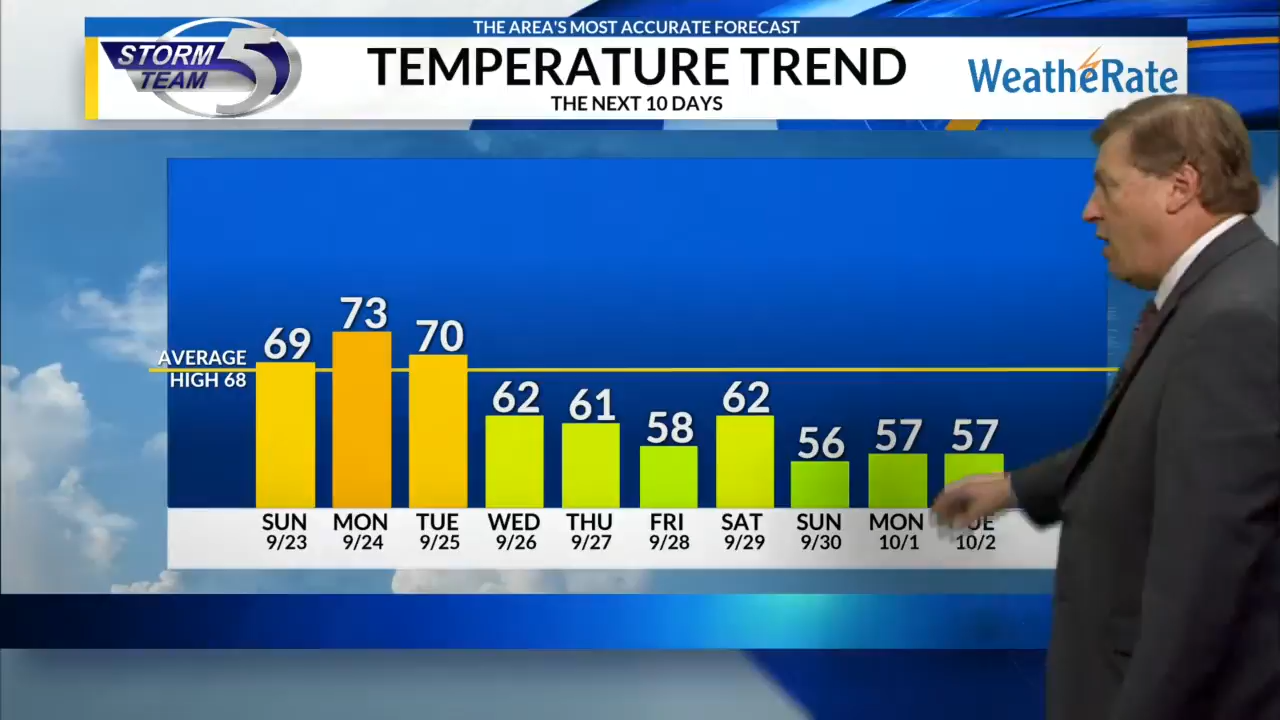 THE AREA'S MOST ACCURATE FORECAST
STORM
TEAM 5
TEMPERATURE TREND
THE NEXT 10 DAYS
WeatheRate
AVERAGE
HIGH 68
69 73 70 62 61 58 62 56 57 57
SUN MON TUE WED THU FRI SAT SUN MON UE
9/23 9/24 9/25 9/26 9/27 9/28 9/29 9/30 10/1 10/2